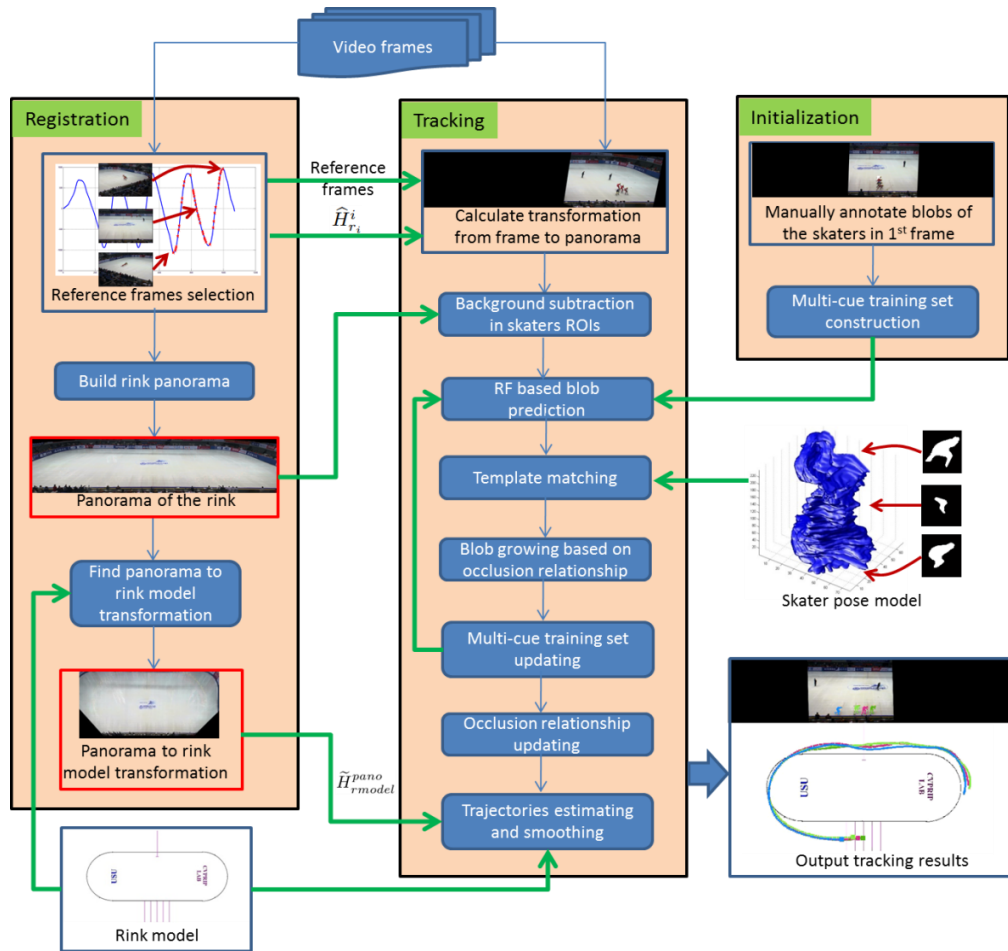 Video frames
Registration
Reference frames selection
Build rink panorama
Panorama of the rink
Find panorama to
rink model
transformation
Panorama to rink
model transformation
Rink model
USU
CVPRIP
LAB
Reference
frames
$\widehat{H}^{i}_{r_i}$
$\widetilde{H}^{pano}_{rmodel}$
Tracking
Calculate transformation
from frame to panorama
Background subtraction
in skaters ROIs
RF based blob
prediction
Template matching
Blob growing based on
occlusion relationship
Multi-cue training set
updating
Occlusion relationship
updating
Trajectories estimating
and smoothing
Initialization
Manually annotate blobs of
the skaters in 1st frame
Multi-cue training set
construction
Skater pose model
USU
CVPRIP
LAB
Output tracking results